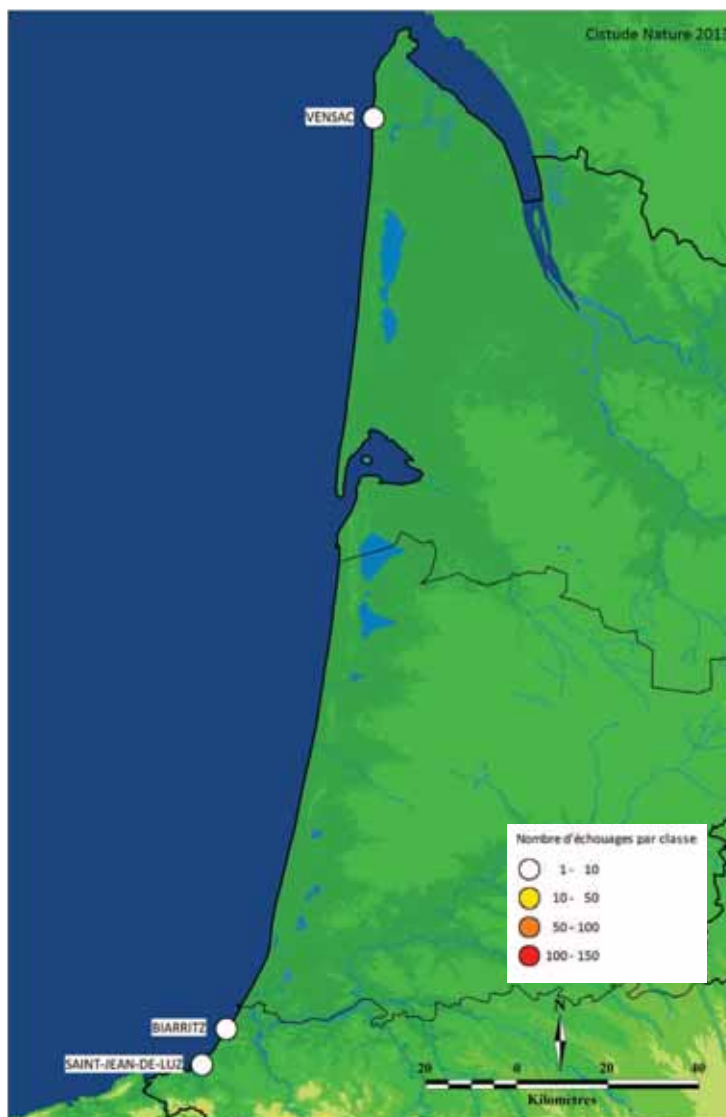 Cistude Nature 2013
VENSAC
Nombre d'échouages par classe
1 - 10
10 - 50
50 - 100
100 - 150
N
BIARRITZ
SAINT-JEAN-DE-LUZ
20 0 20 40
Kilomètres